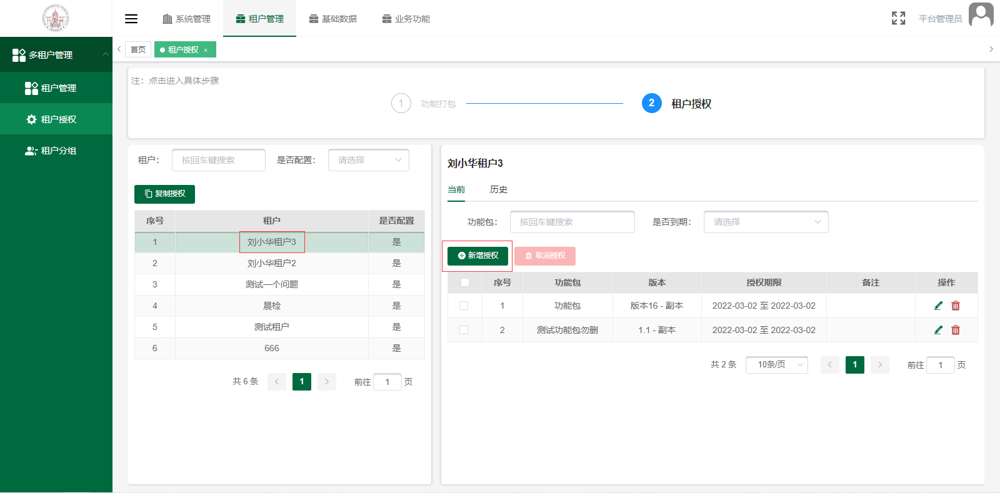 系统管理
租户管理
基础数据
业务功能
平台管理员
多租户管理
租户管理
租户授权
租户分组
首页
租户授权 ×
注：点击进入具体步骤
1 功能打包
2 租户授权
租户： 按回车键搜索 是否配置： 请选择
复制授权
序号 租户 是否配置
1 刘小华租户3 是
2 刘小华租户2 是
3 测试一个问题 是
4 晨检 是
5 测试租户 是
6 666 是
共 6 条 1 前往 1 页
刘小华租户3
当前 历史
功能包： 按回车键搜索 是否到期： 请选择
新增授权 取消授权
序号 功能包 版本 授权期限 备注 操作
1 功能包 版本16 - 副本 2022-03-02 至 2022-03-02
2 测试功能包勿删 1.1 - 副本 2022-03-02 至 2022-03-02
共 2 条 10条/页 1 前往 1 页